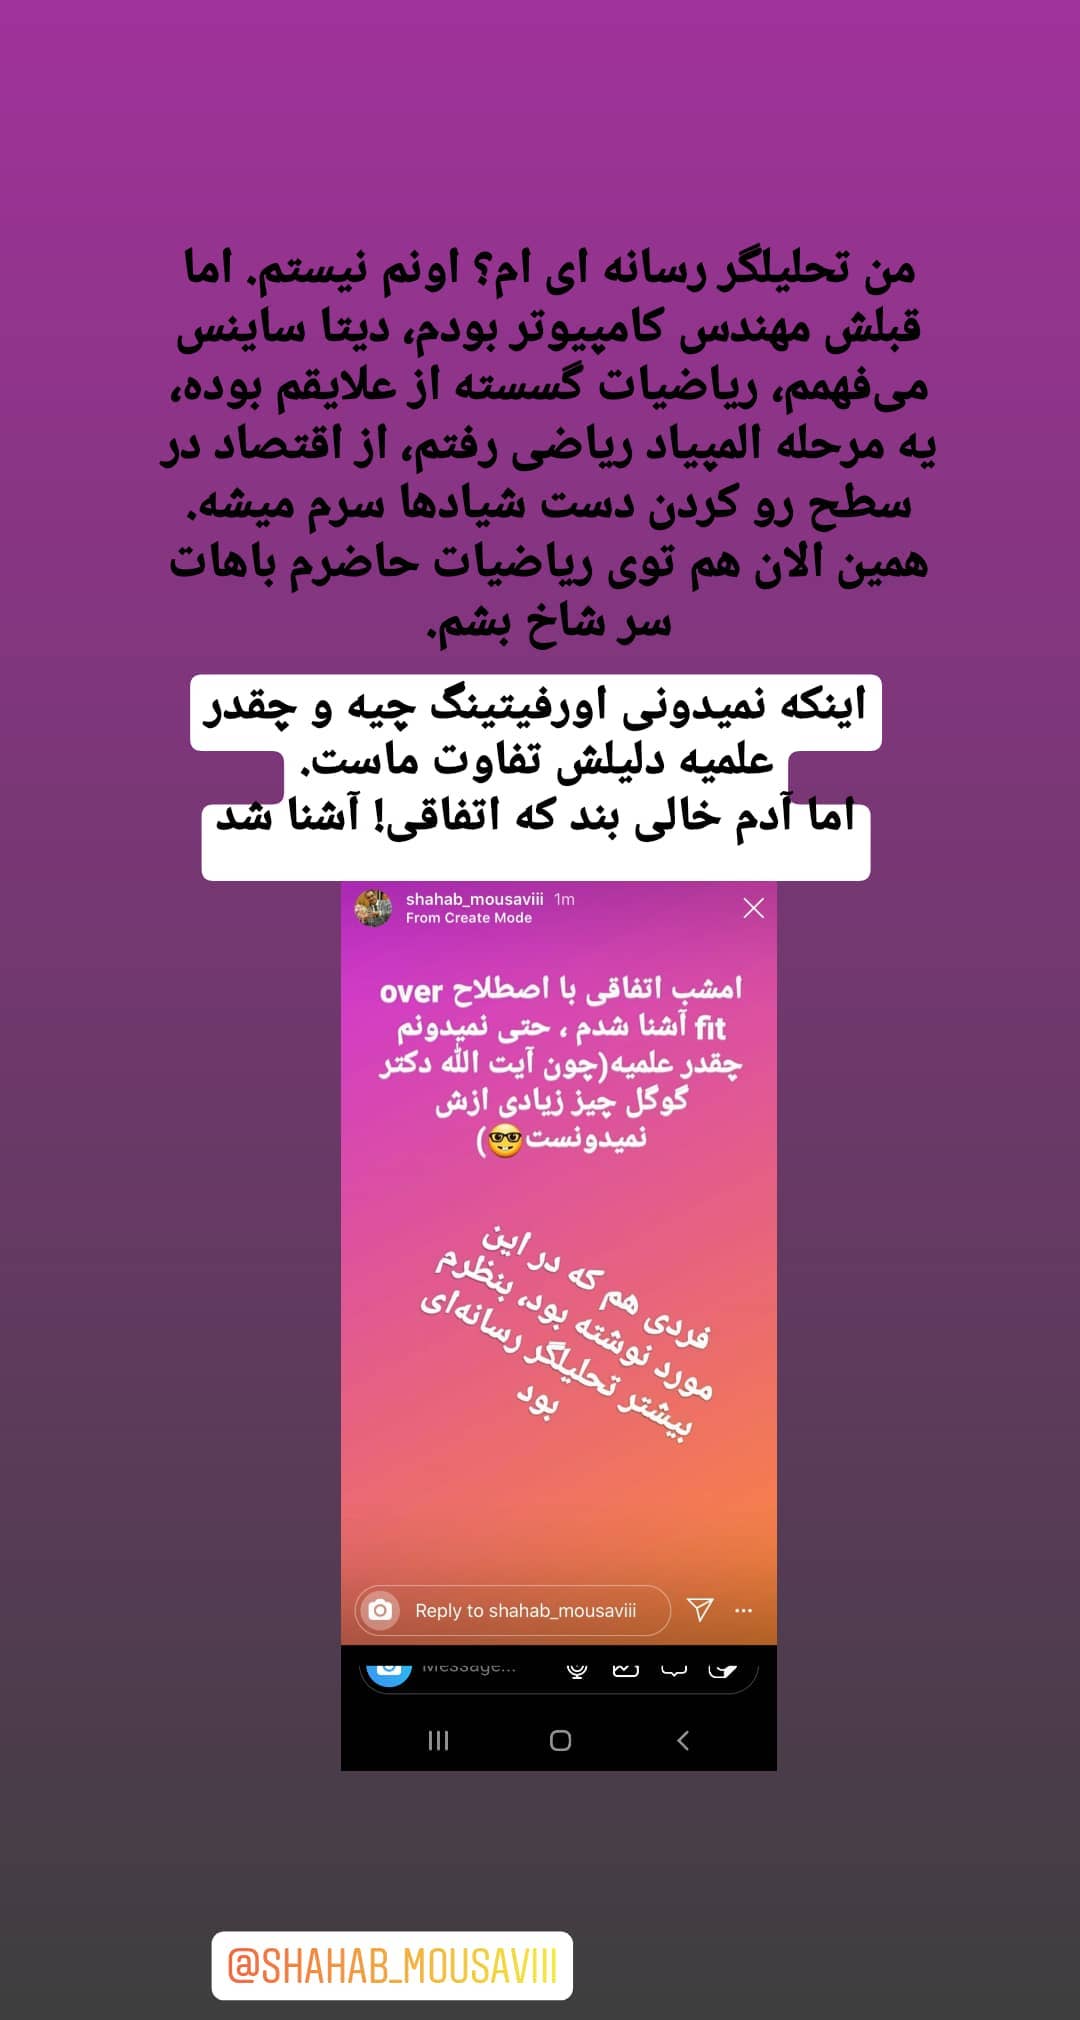 من تحلیلگر رسانه ای ام؟ اونم نیستم. اما
قبلش مهندس کامپیوتر بودم، دیتا ساینس
می‌فهمم، ریاضیات گسسته از علایقم بوده،
یه مرحله المپیاد ریاضی رفتم، از اقتصاد در
سطح رو کردن دست شیادها سرم میشه.
همین الان هم توی ریاضیات حاضرم باهات
سر شاخ بشم.
اینکه نمیدونی اورفیتینگ چیه و چقدر
علمیه دلیلش تفاوت ماست.
اما آدم خالی بند که اتفاقی! آشنا شد
shahab_mousaviii 1m
From Create Mode
امشب اتفاقی با اصطلاح over
fit آشنا شدم ، حتی نمیدونم
چقدر علمیه(چون آیت الله دکتر
گوگل چیز زیادی ازش
نمیدونست🤓)
فردی هم که در این
مورد نوشته بود، بنظرم
بیشتر تحلیلگر رسانه‌ای
بود
Reply to shahab_mousaviii
Message...
@SHAHAB_MOUSAVIII